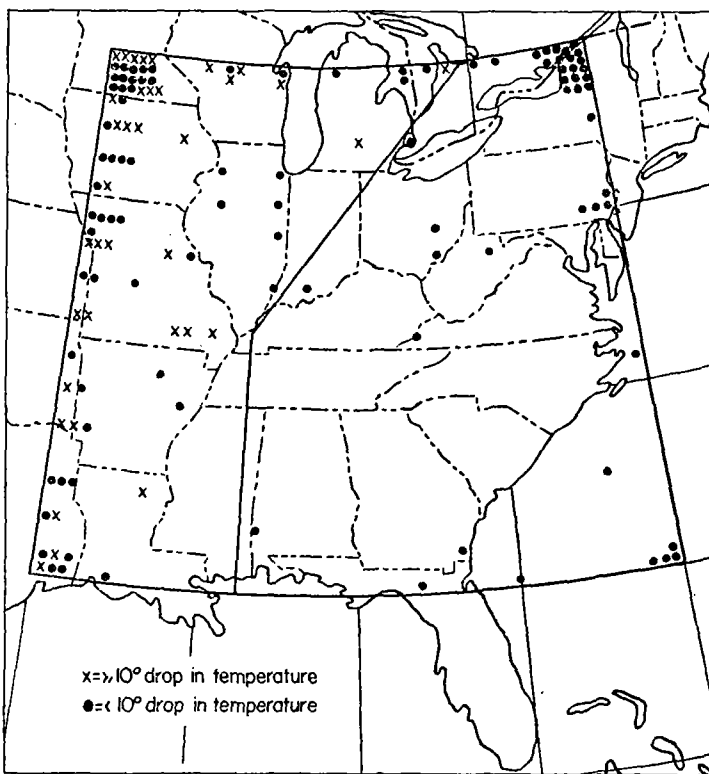 x=≥10° drop in temperature
●=<10° drop in temperature